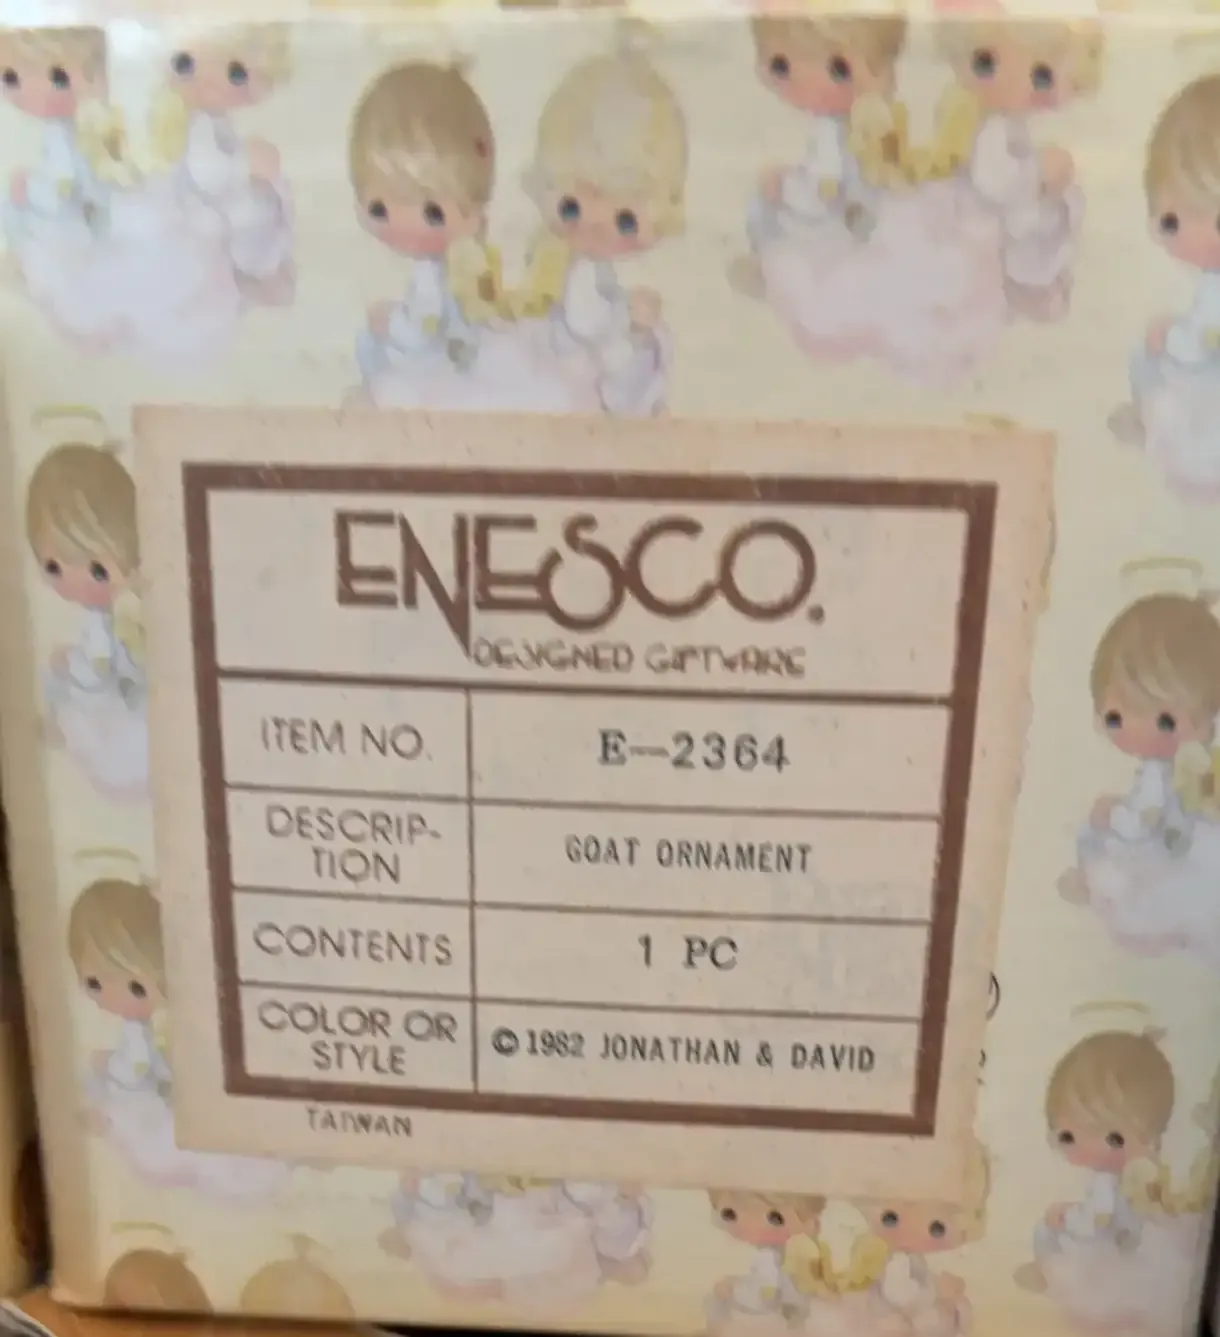 ENESCO.
DESIGNED GIFTWARE
ITEM NO. E-2364
DESCRIP-
TION
GOAT ORNAMENT
CONTENTS 1 PC
COLOR OR
STYLE
© 1982 JONATHAN & DAVID
TAIWAN